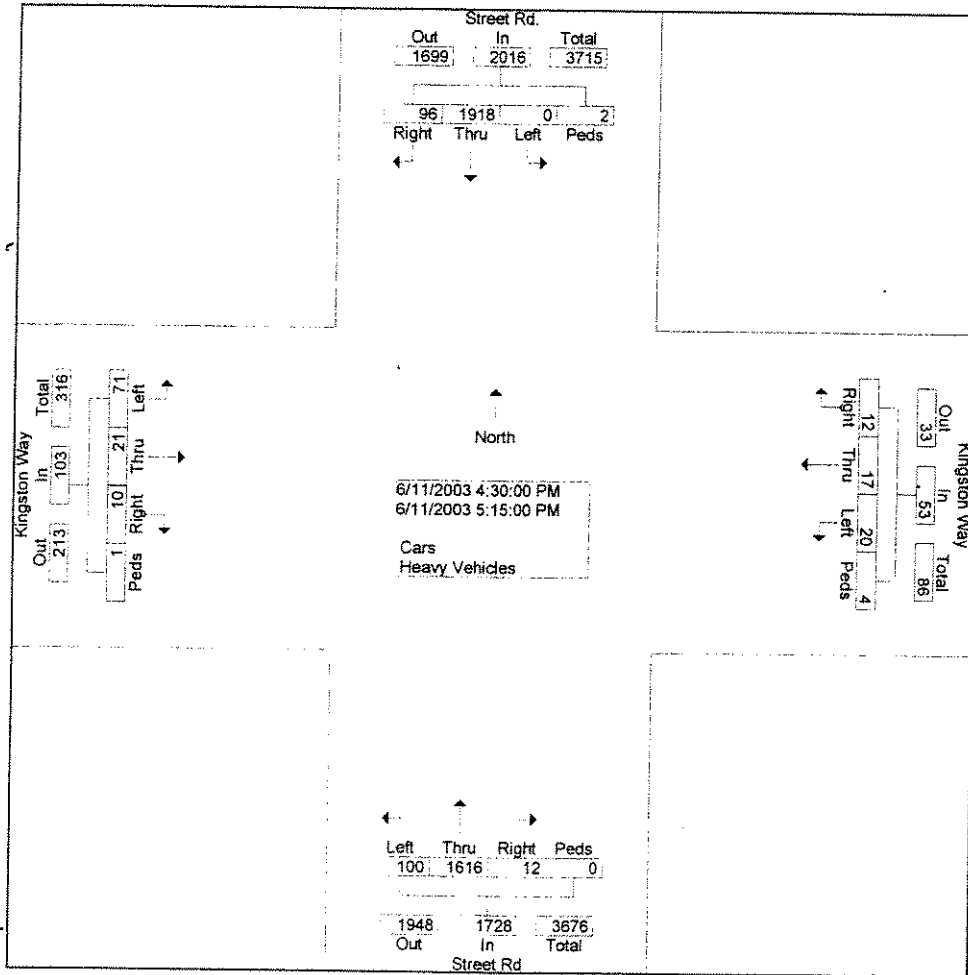 Street Rd.
Out In Total
1699 2016 3715
96 1918 0 2
Right Thru Left Peds
Kingston Way
Total In Out
316 103 213
71 21 10 1
Left Thru Right Peds
North
6/11/2003 4:30:00 PM
6/11/2003 5:15:00 PM
Cars
Heavy Vehicles
Right Thru Left Peds
12 17 20 4
Out In Total
33 53 86
Kingston Way
Left Thru Right Peds
100 1616 12 0
1948 1728 3676
Out In Total
Street Rd